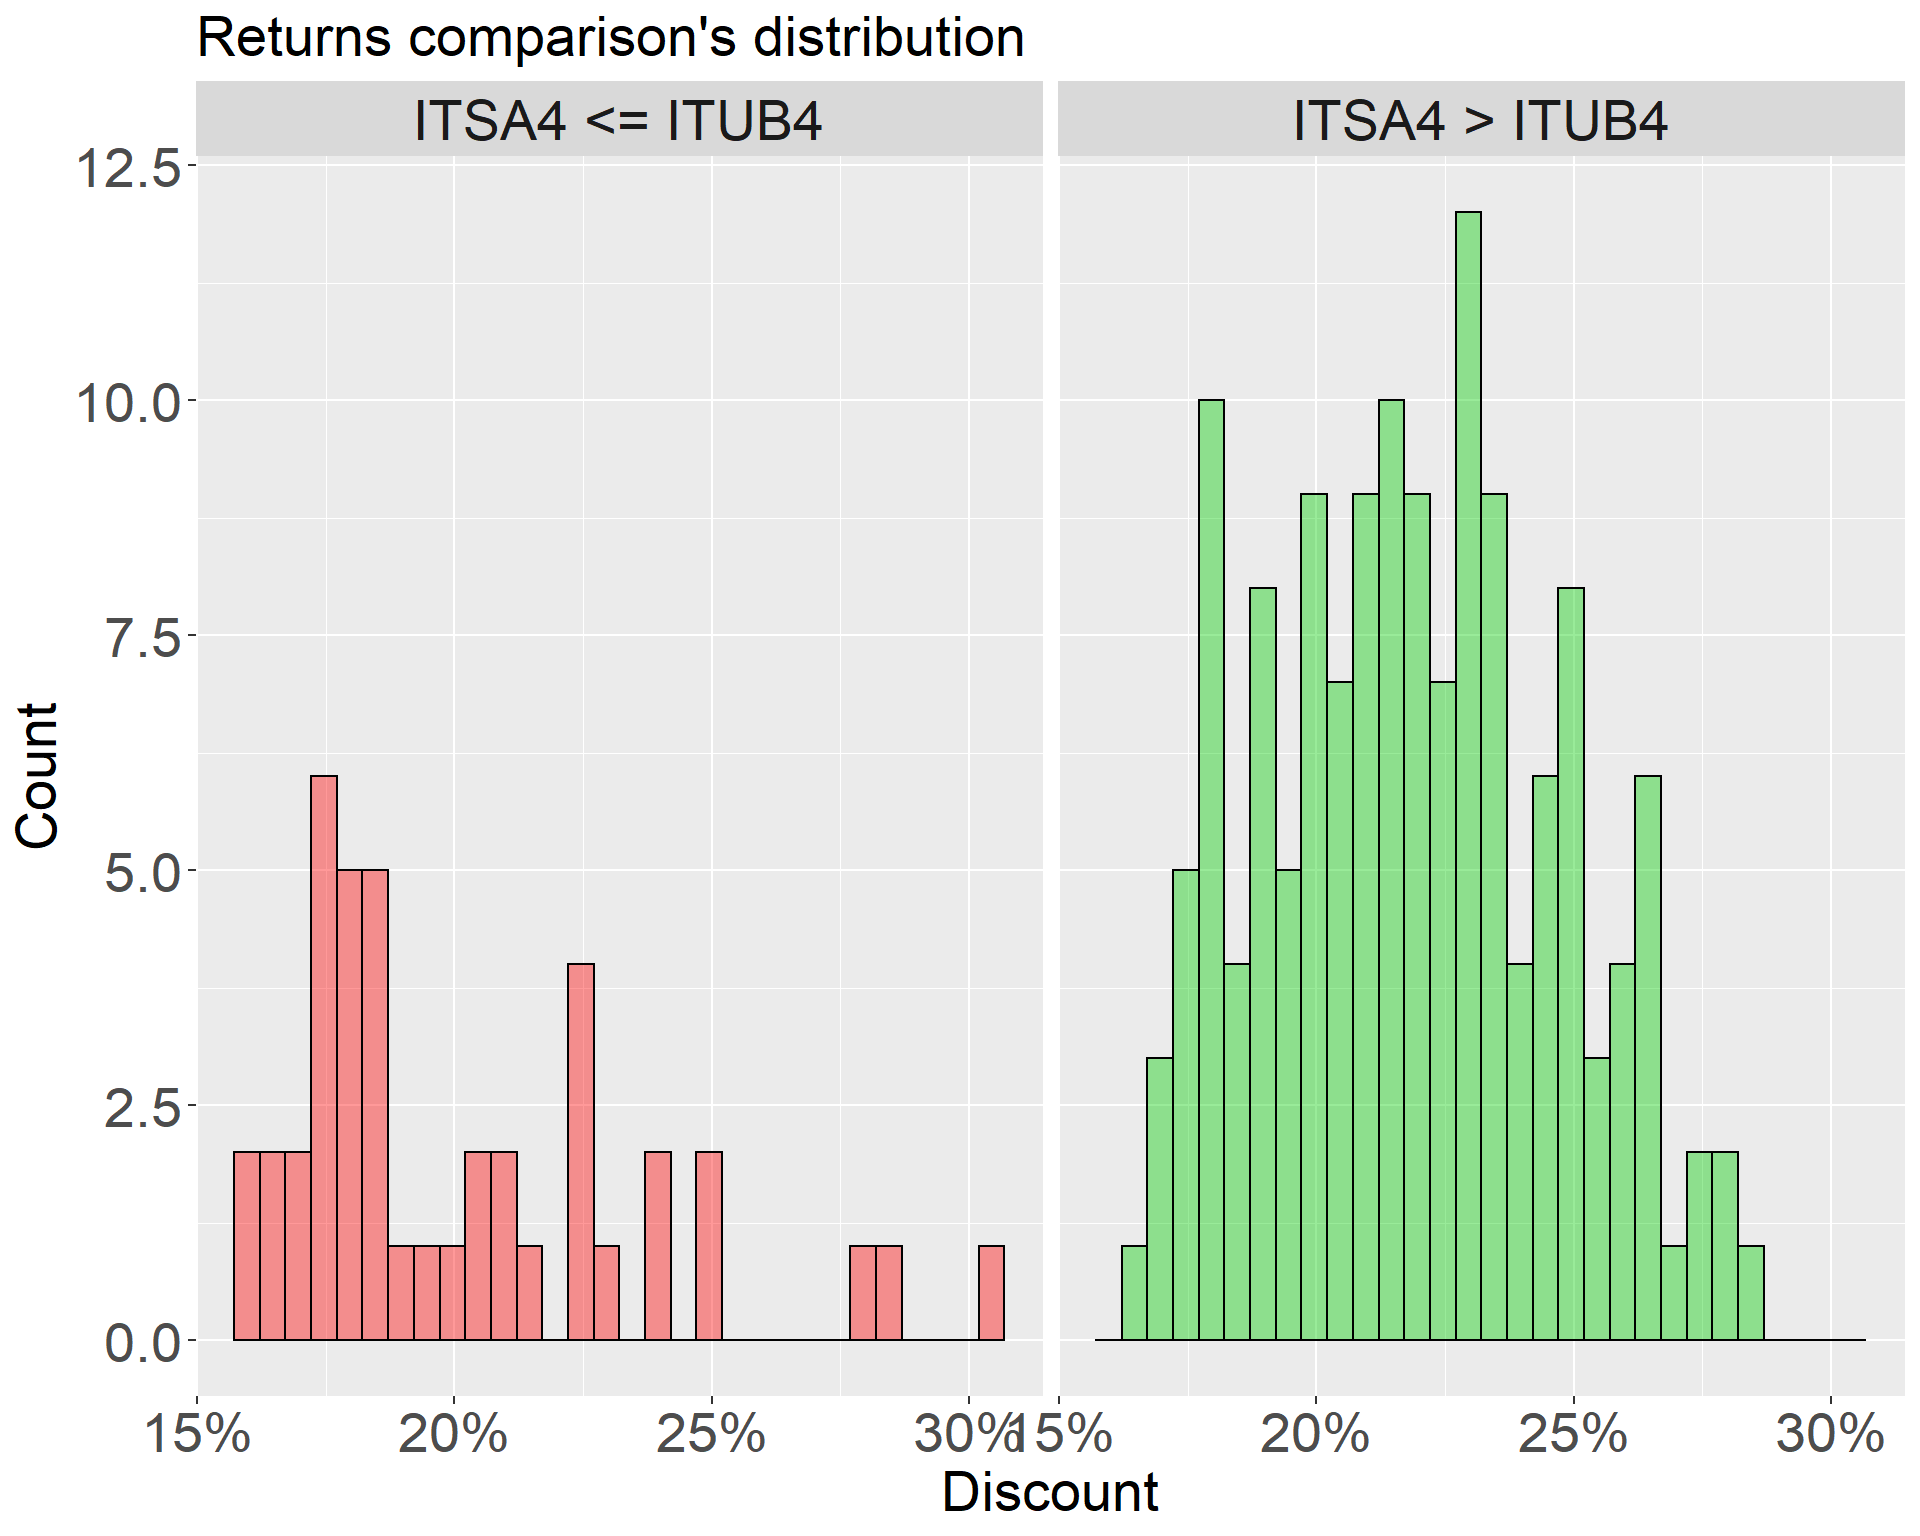 Returns comparison's distribution
ITSA4 <= ITUB4
ITSA4 > ITUB4
12.5
10.0
7.5
5.0
2.5
0.0
Count
15%
20%
25%
30%
15%
20%
25%
30%
Discount